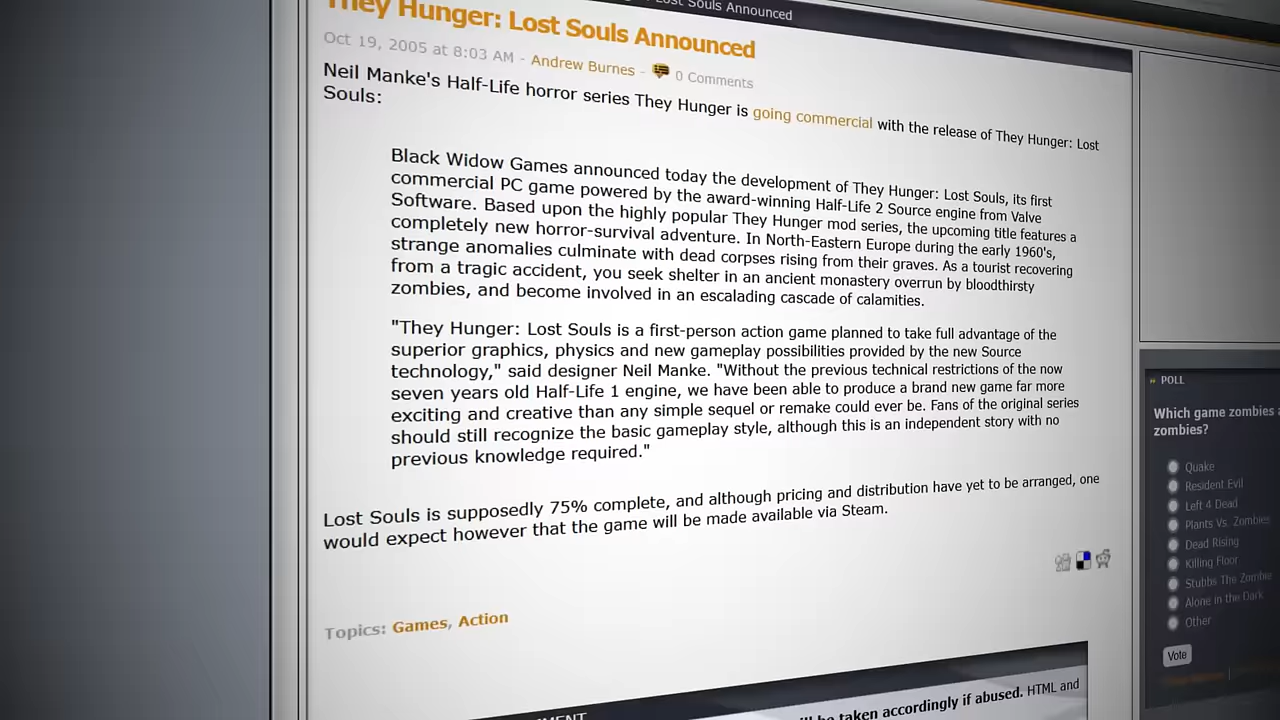 Lost Souls Announced
They Hunger: Lost Souls Announced
Oct 19, 2005 at 8:03 AM - Andrew Burnes - 0 Comments
Neil Manke's Half-Life horror series They Hunger is going commercial with the release of They Hunger: Lost
Souls:
Black Widow Games announced today the development of They Hunger: Lost Souls, its first
commercial PC game powered by the award-winning Half-Life 2 Source engine from Valve
Software. Based upon the highly popular They Hunger mod series, the upcoming title features a
completely new horror-survival adventure. In North-Eastern Europe during the early 1960's,
strange anomalies culminate with dead corpses rising from their graves. As a tourist recovering
from a tragic accident, you seek shelter in an ancient monastery overrun by bloodthirsty
zombies, and become involved in an escalading cascade of calamities.
"They Hunger: Lost Souls is a first-person action game planned to take full advantage of the
superior graphics, physics and new gameplay possibilities provided by the new Source
technology," said designer Neil Manke. "Without the previous technical restrictions of the now
seven years old Half-Life 1 engine, we have been able to produce a brand new game far more
exciting and creative than any simple sequel or remake could ever be. Fans of the original series
should still recognize the basic gameplay style, although this is an independent story with no
previous knowledge required."
Lost Souls is supposedly 75% complete, and although pricing and distribution have yet to be arranged, one
would expect however that the game will be made available via Steam.
Topics: Games, Action
be taken accordingly if abused. HTML and
POLL
Which game zombies
zombies?
Quake
Resident Evil
Left 4 Dead
Plants Vs. Zombies
Dead Rising
Killing Floor
Stubbs The Zombie
Alone in the Dark
Other
Vote